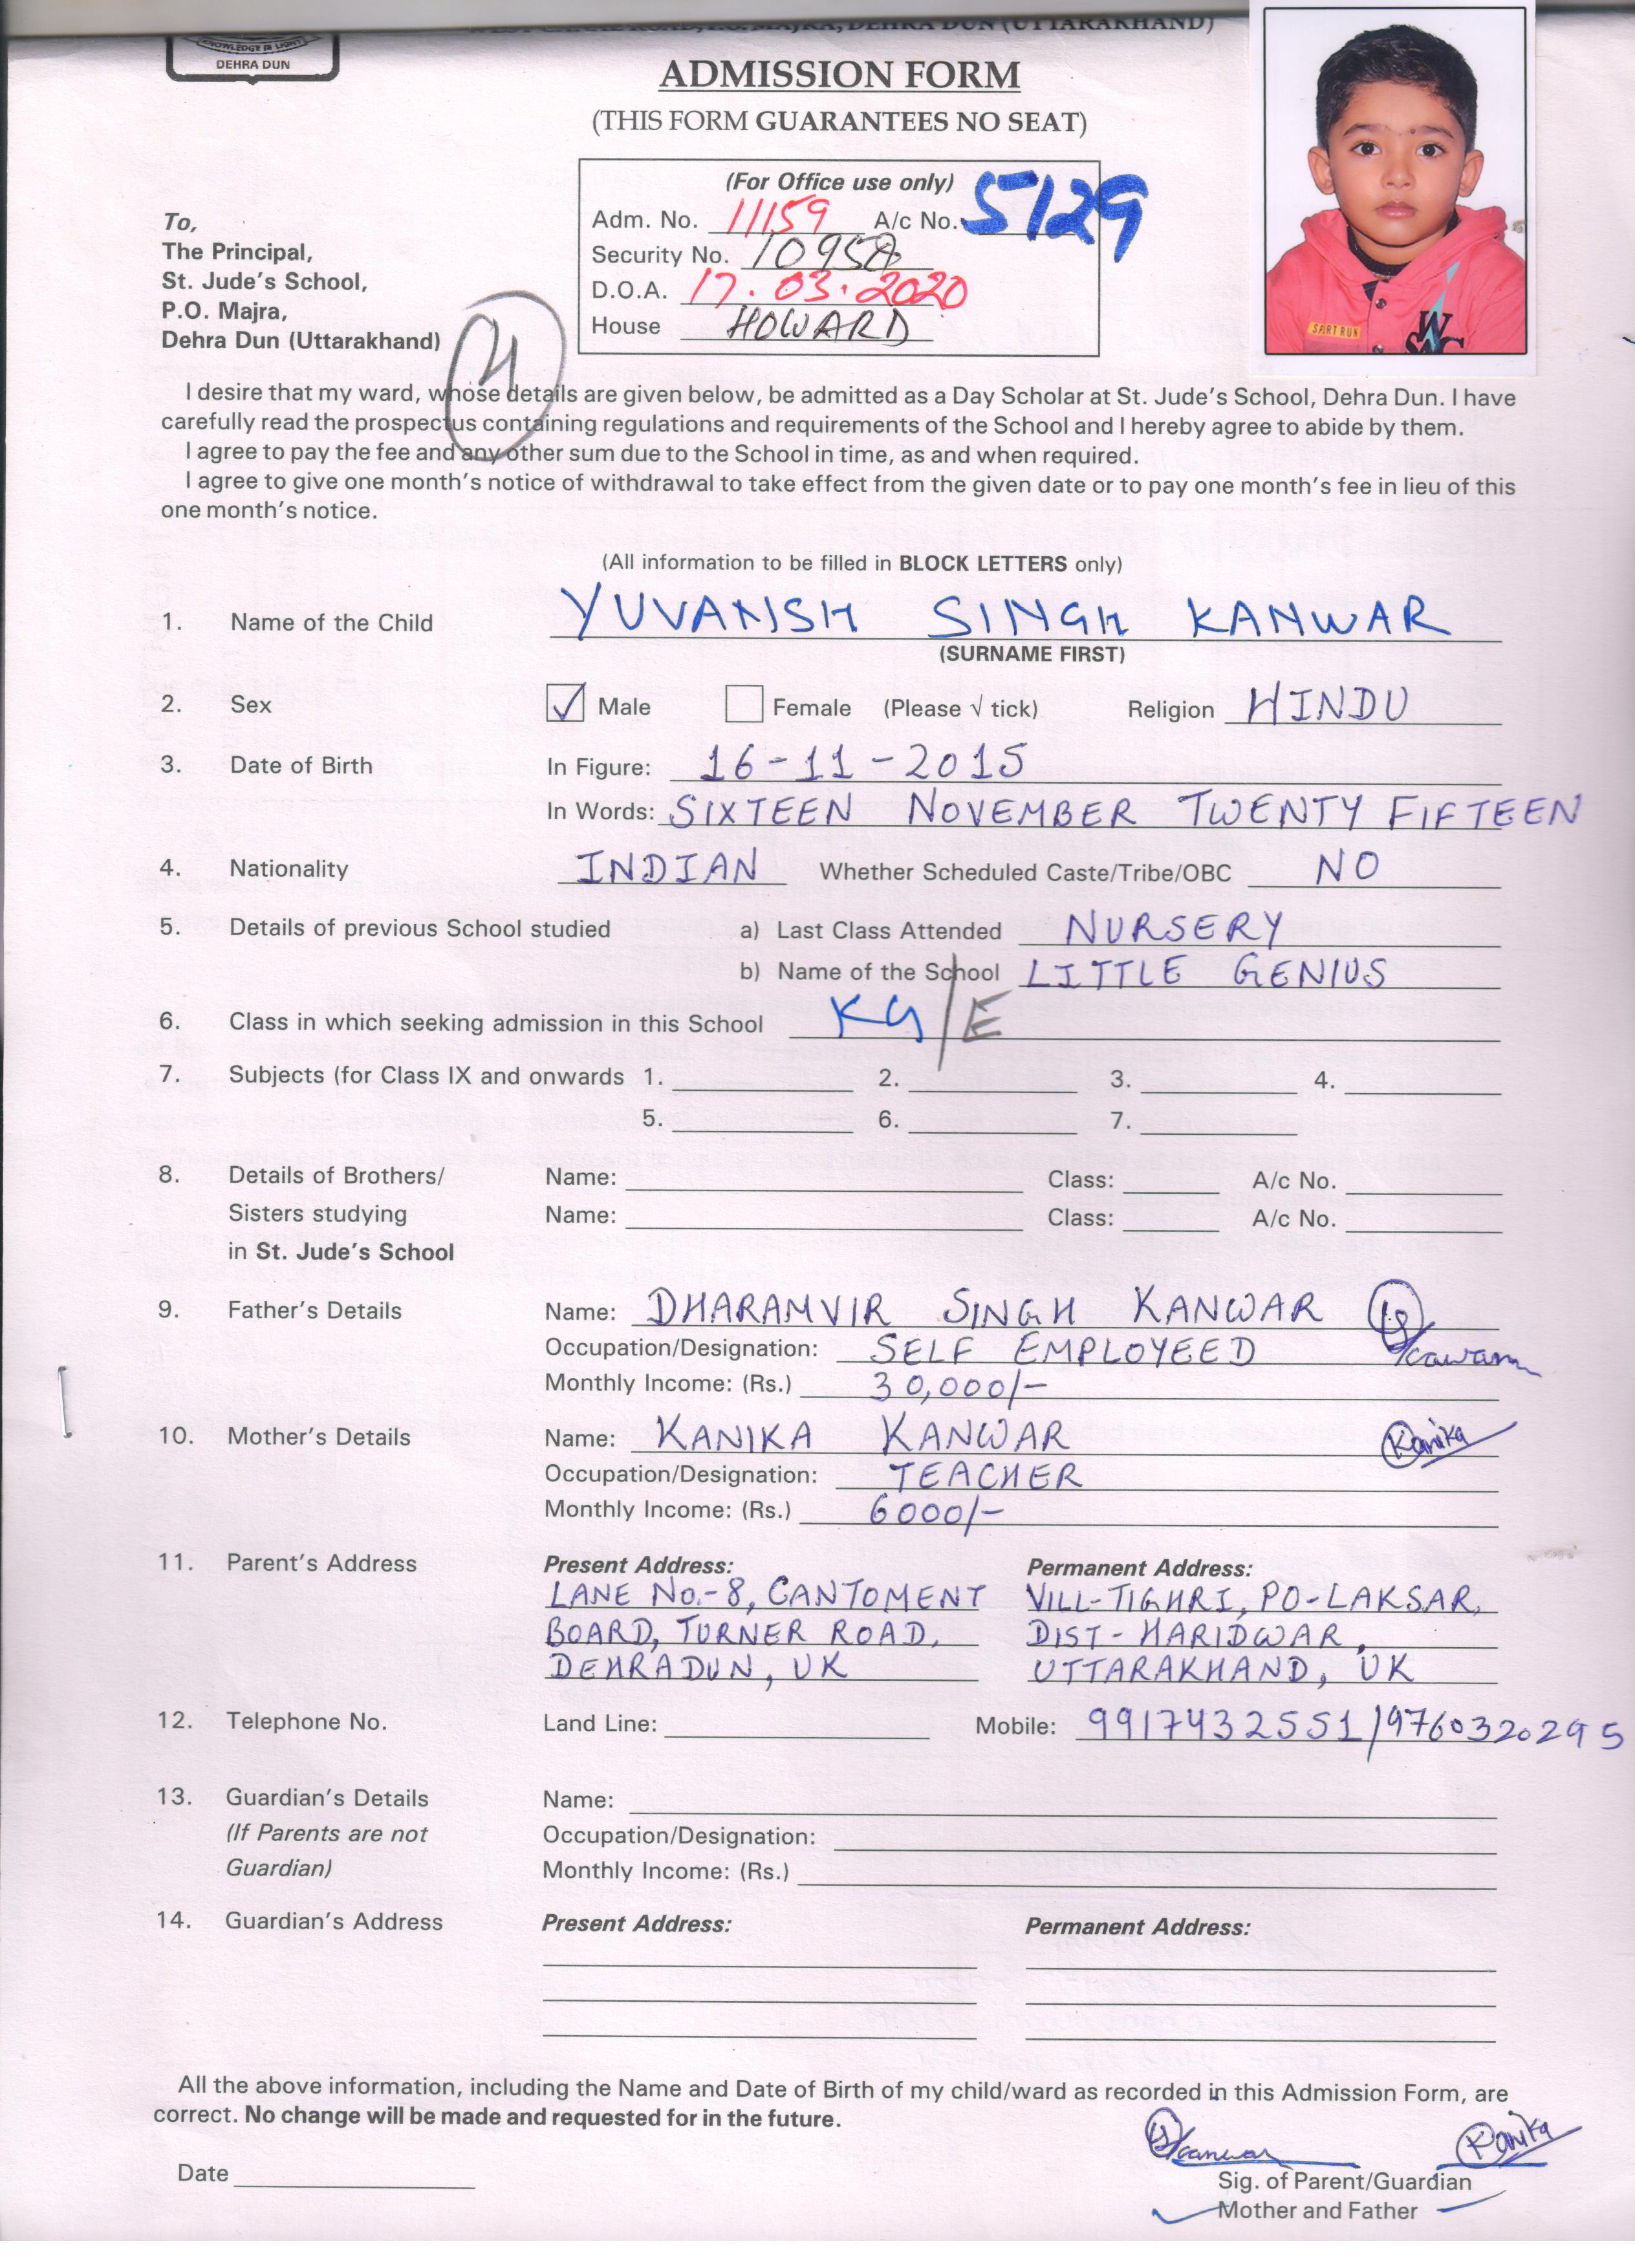 WEST CANAL ROAD, P.O. MAJRA, DEHRA DUN (UTTARAKHAND)
KNOWLEDGE IS LIGHT
DEHRA DUN
ADMISSION FORM
(THIS FORM GUARANTEES NO SEAT)
(For Office use only)
Adm. No. 11159 A/c No. 5129
Security No. 10958
D.O.A. 17.03.2020
House HOWARD
To,
The Principal,
St. Jude's School,
P.O. Majra,
Dehra Dun (Uttarakhand)
SART RUN
I desire that my ward, whose details are given below, be admitted as a Day Scholar at St. Jude's School, Dehra Dun. I have
carefully read the prospectus containing regulations and requirements of the School and I hereby agree to abide by them.
I agree to pay the fee and any other sum due to the School in time, as and when required.
I agree to give one month's notice of withdrawal to take effect from the given date or to pay one month's fee in lieu of this
one month's notice.
(All information to be filled in BLOCK LETTERS only)
1. Name of the Child YUVANSH SINGH KANWAR
(SURNAME FIRST)
2. Sex ✓ Male Female (Please √ tick) Religion HINDU
3. Date of Birth In Figure: 16-11-2015
In Words: SIXTEEN NOVEMBER TWENTY FIFTEEN
4. Nationality INDIAN Whether Scheduled Caste/Tribe/OBC NO
5. Details of previous School studied a) Last Class Attended NURSERY
b) Name of the School LITTLE GENIUS
6. Class in which seeking admission in this School KG/E
7. Subjects (for Class IX and onwards 1. 2. 3. 4.
5. 6. 7.
8. Details of Brothers/ Name: Class: A/c No.
Sisters studying Name: Class: A/c No.
in St. Jude's School
9. Father's Details Name: DHARAMVIR SINGH KANWAR
Occupation/Designation: SELF EMPLOYEED
Monthly Income: (Rs.) 30,000/-
10. Mother's Details Name: KANIKA KANWAR Kanika
Occupation/Designation: TEACHER
Monthly Income: (Rs.) 6000/-
11. Parent's Address Present Address: Permanent Address:
LANE No.-8, CANTOMENT VILL-TIGHRI, PO-LAKSAR,
BOARD, TURNER ROAD, DIST-HARIDWAR,
DEHRADUN, UK UTTARAKHAND, UK
12. Telephone No. Land Line: Mobile: 9917432551/9760320295
13. Guardian's Details Name:
(If Parents are not Occupation/Designation:
Guardian) Monthly Income: (Rs.)
14. Guardian's Address Present Address: Permanent Address:
All the above information, including the Name and Date of Birth of my child/ward as recorded in this Admission Form, are
correct. No change will be made and requested for in the future.
Kanika
Date Sig. of Parent/Guardian
Mother and Father